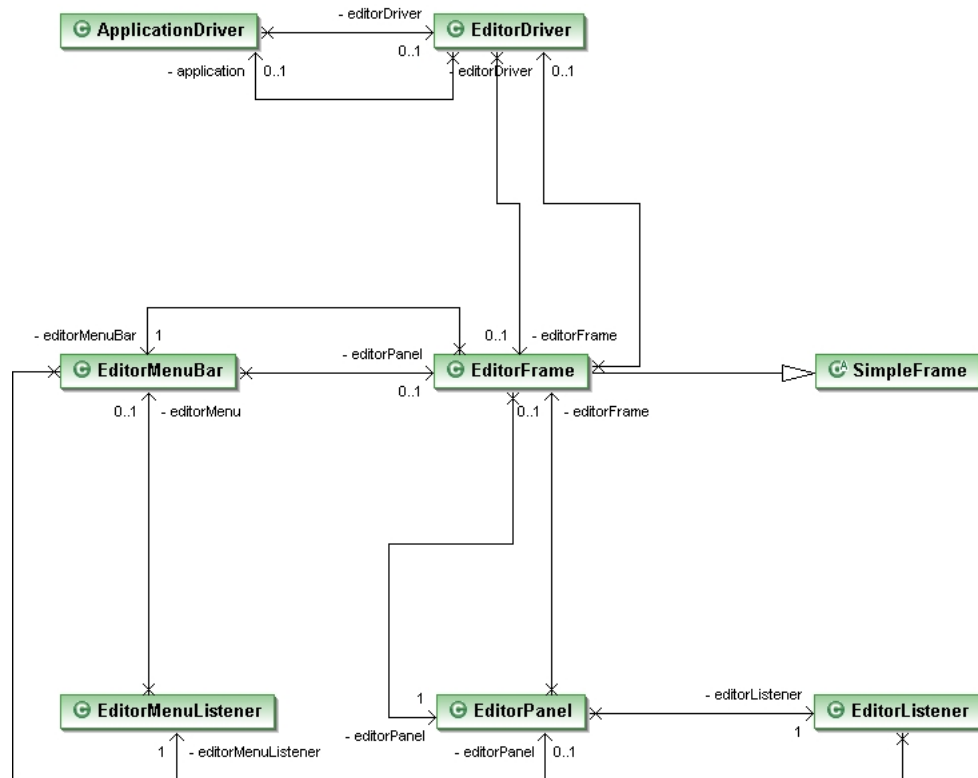 - editorDriver
ApplicationDriver
EditorDriver
0..1
- application
0..1
- editorDriver
0..1
- editorMenuBar
1
0..1
- editorFrame
- editorPanel
EditorMenuBar
EditorFrame
SimpleFrame
0..1
0..1
- editorMenu
0..1
- editorFrame
1
- editorListener
EditorMenuListener
EditorPanel
EditorListener
- editorPanel
1
1
- editorMenuListener
- editorPanel
0..1